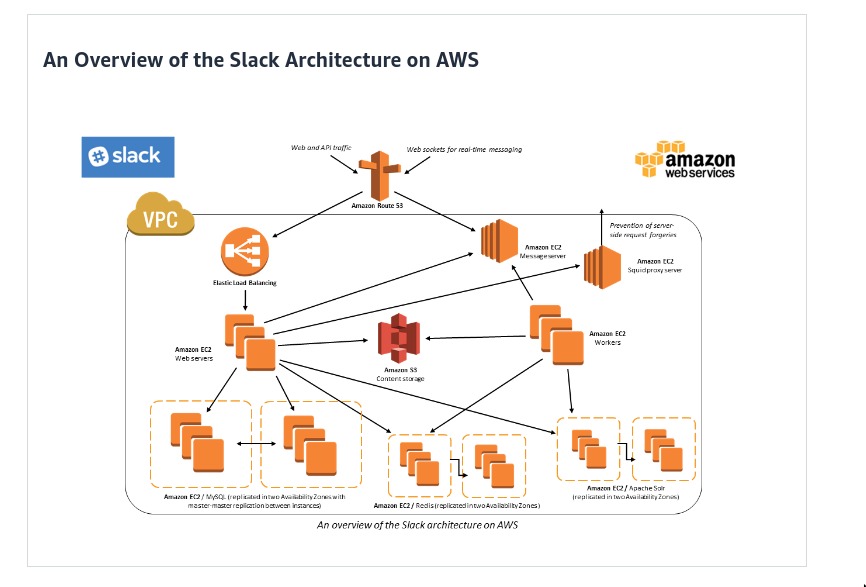 An Overview of the Slack Architecture on AWS
slack
Web and API traffic
Web sockets for real-time messaging
amazon
webservices
Amazon Route 53
VPC
Prevention of server-
side request forgeries
Amazon EC2
Message server
Amazon EC2
Squid proxy server
Elastic Load Balancing
Amazon EC2
Web servers
Amazon EC2
Workers
Amazon S3
Content storage
Amazon EC2 / MySQL (replicated in two Availability Zones with
master-master replication between instances)
Amazon EC2 / Redis (replicated in two Availability Zones)
Amazon EC2 / Apache Solr
(replicated in two Availability Zones)
An overview of the Slack architecture on AWS